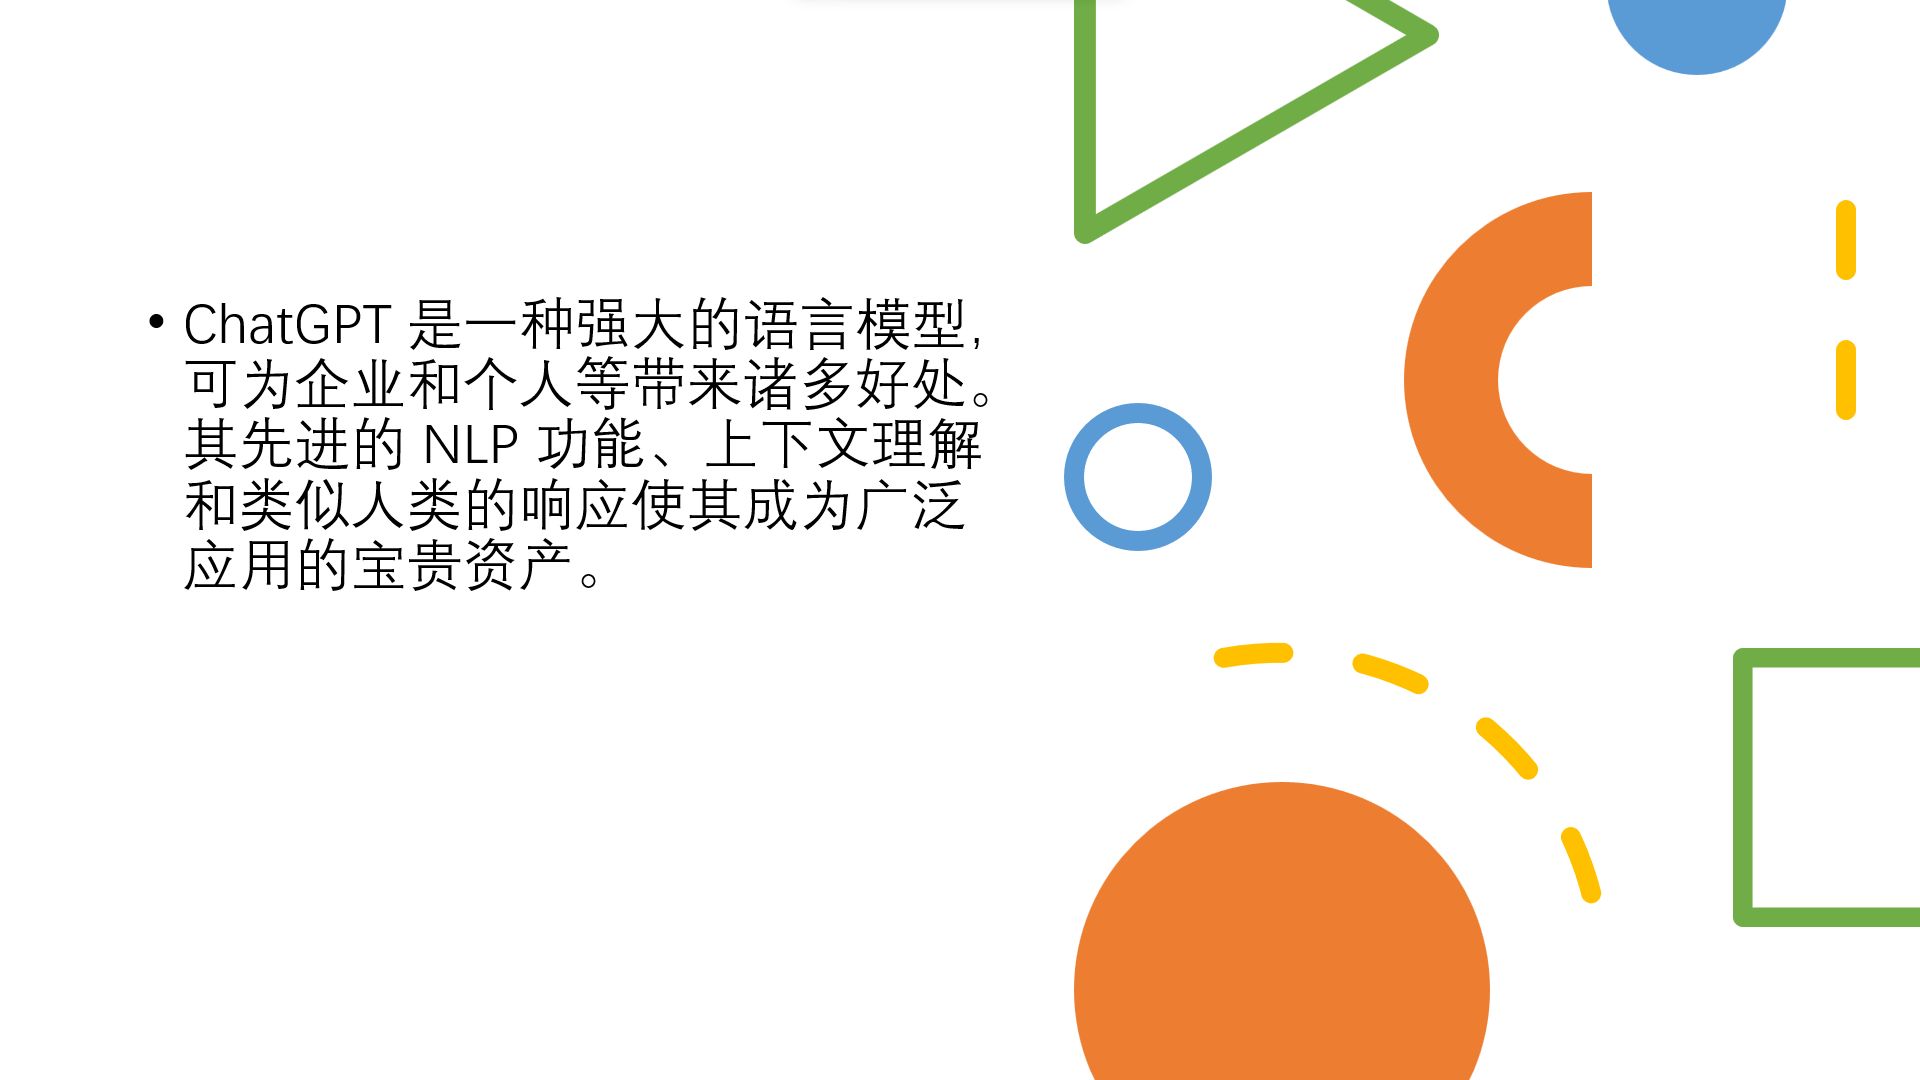 • ChatGPT 是一种强大的语言模型，
可为企业和个人等带来诸多好处。
其先进的 NLP 功能、上下文理解
和类似人类的响应使其成为广泛
应用的宝贵资产。